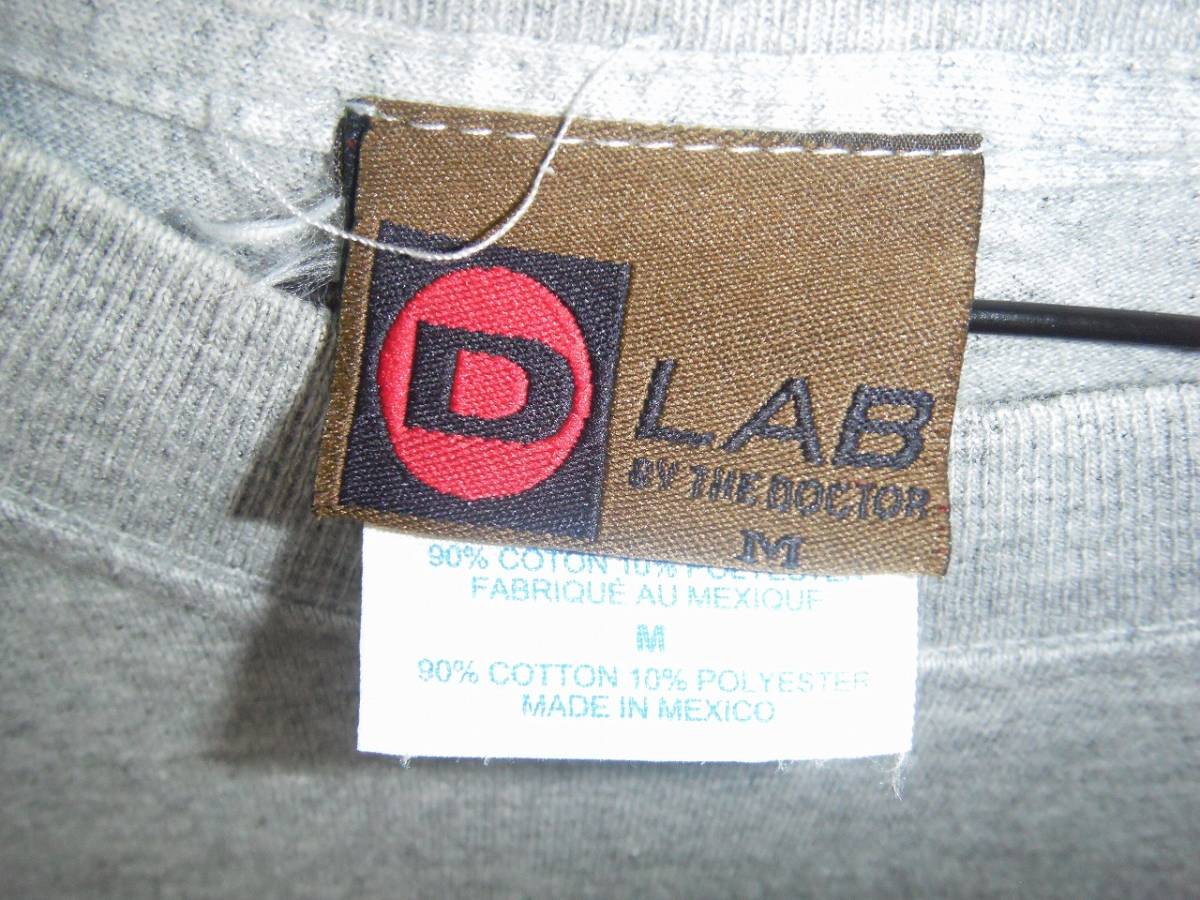 D LAB
BY THE DOCTOR
M
90% COTON 10% POLYESTER
FABRIQUÉ AU MEXIQUE
M
90% COTTON 10% POLYESTER
MADE IN MEXICO